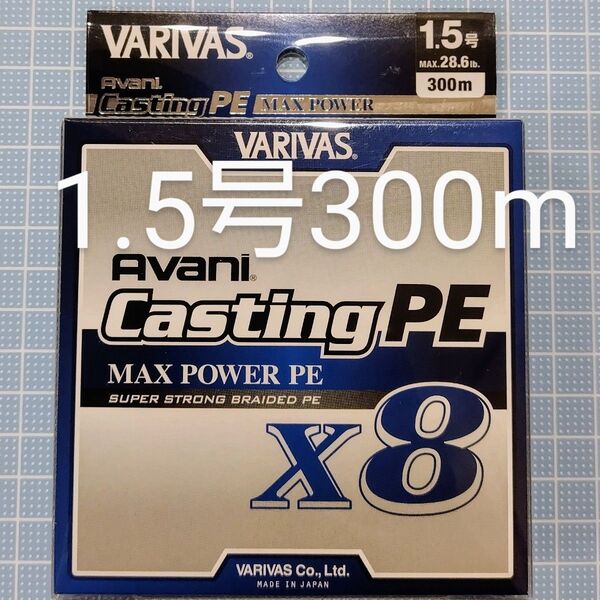 VARIVAS®
1.5号
MAX.28.6lb.
300m
Avani
Casting PE MAX POWER
VARIVAS®
1.5号300m
Avani®
Casting PE
MAX POWER PE
SUPER STRONG BRAIDED PE
X8
VARIVAS Co., Ltd.
MADE IN JAPAN